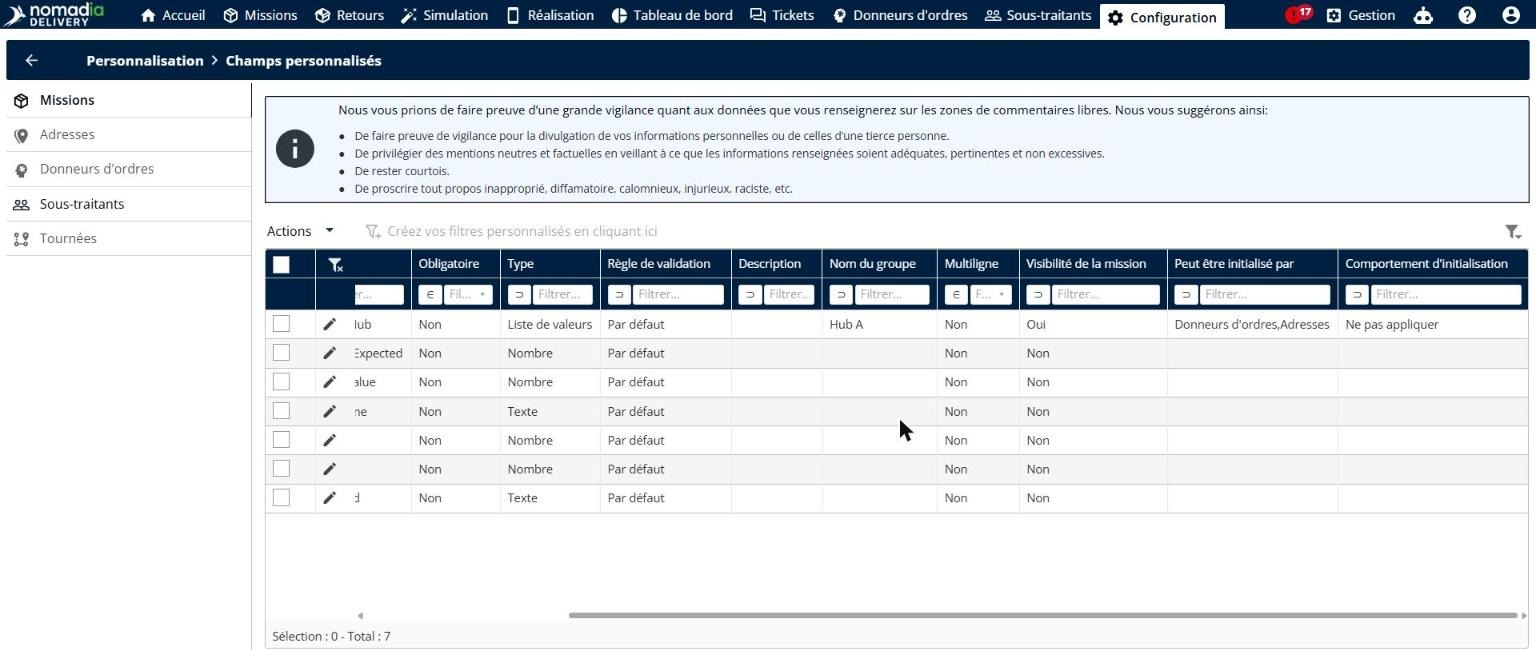 nomadia DELIVERY
Accueil Missions Retours Simulation Réalisation Tableau de bord Tickets Donneurs d'ordres Sous-traitants Configuration 17 Gestion
Personnalisation > Champs personnalisés
Missions
Adresses
Donneurs d'ordres
Sous-traitants
Tournées
Nous vous prions de faire preuve d'une grande vigilance quant aux données que vous renseignerez sur les zones de commentaires libres. Nous vous suggérons ainsi:
De faire preuve de vigilance pour la divulgation de vos informations personnelles ou de celles d'une tierce personne.
De privilégier des mentions neutres et factuelles en veillant à ce que les informations renseignées soient adéquates, pertinentes et non excessives.
De rester courtois.
De proscrire tout propos inapproprié, diffamatoire, calomnieux, injurieux, raciste, etc.
Actions Créez vos filtres personnalisés en cliquant ici
Obligatoire Type Règle de validation Description Nom du groupe Multiligne Visibilité de la mission Peut être initialisé par Comportement d'initialisation
er... Fil... Filtrer... Filtrer... Filtrer... Filtrer... F... Filtrer... Filtrer... Filtrer...
Non Liste de valeurs Par défaut Hub A Non Oui Donneurs d'ordres,Adresses Ne pas appliquer
Expected Non Nombre Par défaut Non Non
alue Non Nombre Par défaut Non Non
ne Non Texte Par défaut Non Non
Non Nombre Par défaut Non Non
Non Nombre Par défaut Non Non
d Non Texte Par défaut Non Non
Sélection : 0 - Total : 7